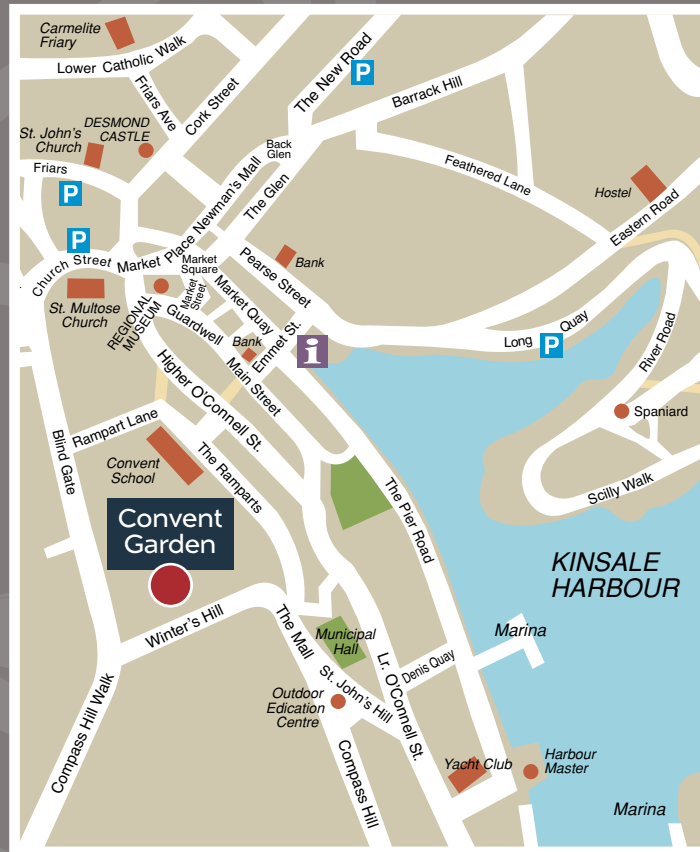 Carmelite
Friary
Lower Catholic Walk
Friars Ave
Cork Street
The New Road
P
Barrack Hill
St. John's
Church
DESMOND
CASTLE
Back
Glen
Friars
P
Newman's Mall
The Glen
Feathered Lane
Hostel
Eastern Road
P
Church Street
Market Place
Market
Square
Pearse Street
Bank
St. Multose
Church
REGIONAL
MUSEUM
Market
Street
Market Quay
Guardwell
Bank
Emmet St.
i
Long Quay
P
River Road
Main Street
Higher O'Connell St.
Spaniard
Rampart Lane
Blind Gate
Convent
School
The Ramparts
Scilly Walk
The Pier Road
Convent
Garden
KINSALE
HARBOUR
Winter's Hill
The Mall
Municipal
Hall
Marina
Denis Quay
St. John's Hill
Lr. O'Connell St.
Outdoor
Edication
Centre
Compass Hill Walk
Compass Hill
Yacht Club
Harbour
Master
Marina